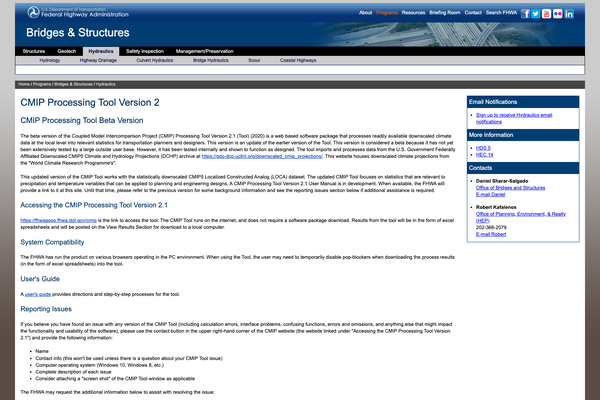 U.S. Department of Transportation
Federal Highway Administration
About Programs Resources Briefing Room Contact Search FHWA
Bridges & Structures
Structures Geotech Hydraulics Safety Inspection Management/Preservation
Hydrology Highway Drainage Culvert Hydraulics Bridge Hydraulics Scour Coastal Highways
Home / Programs / Bridges & Structures / Hydraulics
CMIP Processing Tool Version 2
CMIP Processing Tool Beta Version
The beta version of the Coupled Model Intercomparison Project (CMIP) Processing Tool Version 2.1 (Tool) (2020) is a web based software package that processes readily available downscaled climate
data at the local level into relevant statistics for transportation planners and designers. This version is an update of the earlier version of the Tool. This version is considered a beta because it has not yet
been extensively tested by a large outside user base. However, it has been tested internally and shown to function as designed. The tool imports and processes data from the U.S. Government Federally
Affiliated Downscaled CMIP5 Climate and Hydrology Projections (DCHP) archive at https://gdo-dcp.ucllnl.org/downscaled_cmip_projections/. This website houses downscaled climate projections from
the "World Climate Research Programme's".
This updated version of the CMIP Tool works with the statistically downscaled CMIP5 Localized Constructed Analog (LOCA) dataset. The updated CMIP Tool focuses on statistics that are relevant to
precipitation and temperature variables that can be applied to planning and engineering designs. A CMIP Processing Tool Version 2.1 User Manual is in development. When available, the FHWA will
provide a link to it at this site. Until that time, please refer to the previous version for some background information and see the reporting issues section below if additional assistance is required.
Accessing the CMIP Processing Tool Version 2.1
https://fhwaapps.fhwa.dot.gov/cmip is the link to access the tool. The CMIP Tool runs on the internet, and does not require a software package download. Results from the tool will be in the form of excel
spreadsheets and will be posted on the View Results Section for download to a local computer.
System Compatibility
The FHWA has run the product on various browsers operating in the PC environment. When using the Tool, the user may need to temporarily disable pop-blockers when downloading the process results
(in the form of excel spreadsheets) into the tool.
User's Guide
A user's guide provides directions and step-by-step processes for the tool.
Reporting Issues
If you believe you have found an issue with any version of the CMIP Tool (including calculation errors, interface problems, confusing functions, errors and omissions, and anything else that might impact
the functionality and usability of the software), please use the contact button in the upper right-hand corner of the CMIP website (the website linked under "Accessing the CMIP Processing Tool Version
2.1") and provide the following information:
• Name
• Contact info (this won't be used unless there is a question about your CMIP Tool issue)
• Computer operating system (Windows 10, Windows 8, etc.)
• Complete description of each issue
• Consider attaching a "screen shot" of the CMIP Tool window as applicable
The FHWA may request the additional information below to assist with resolving the issue:
Email Notifications
• Sign up to receive Hydraulics email
notifications
More Information
• HDS 5
• HEC 14
Contacts
• Daniel Sharar-Salgado
Office of Bridges and Structures
E-mail Daniel
• Robert Kafalenos
Office of Planning, Environment, & Realty
(HEP)
202-366-2079
E-mail Robert